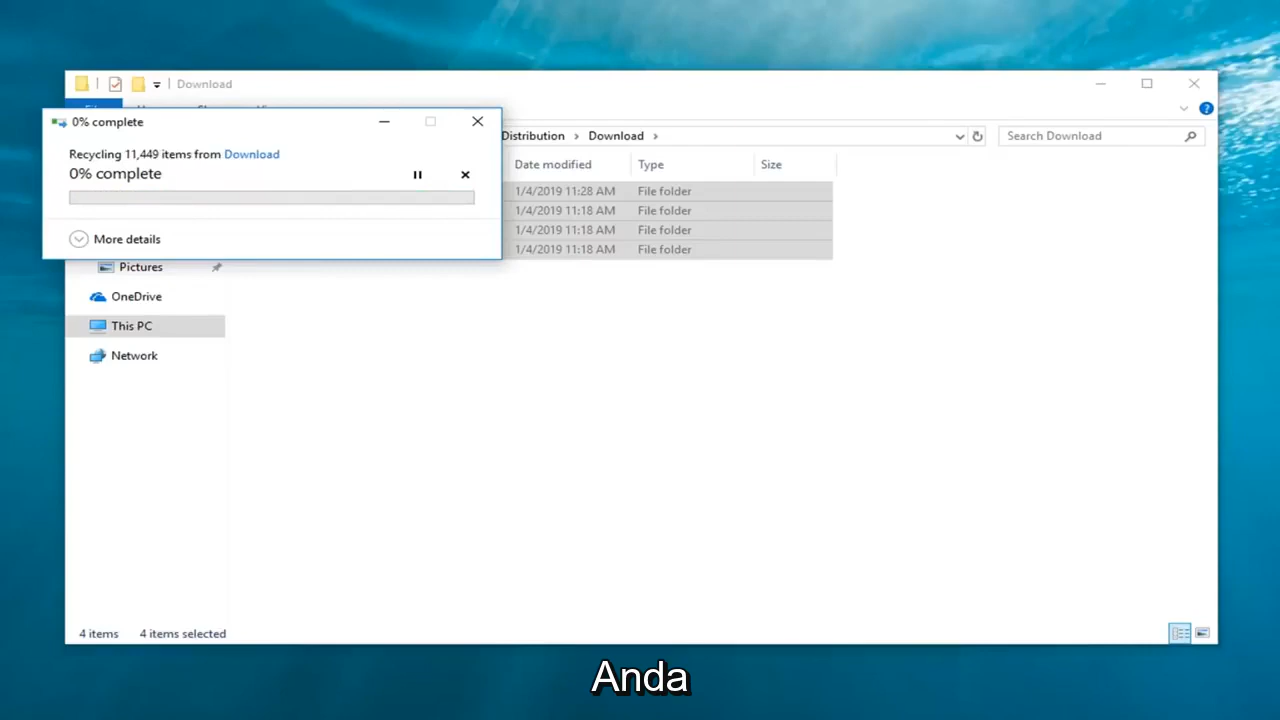 Download
0% complete
Recycling 11,449 items from Download
0% complete
More details
Distribution > Download >
Search Download
Date modified Type Size
1/4/2019 11:28 AM File folder
1/4/2019 11:18 AM File folder
1/4/2019 11:18 AM File folder
1/4/2019 11:18 AM File folder
Pictures
OneDrive
This PC
Network
4 items 4 items selected
Anda